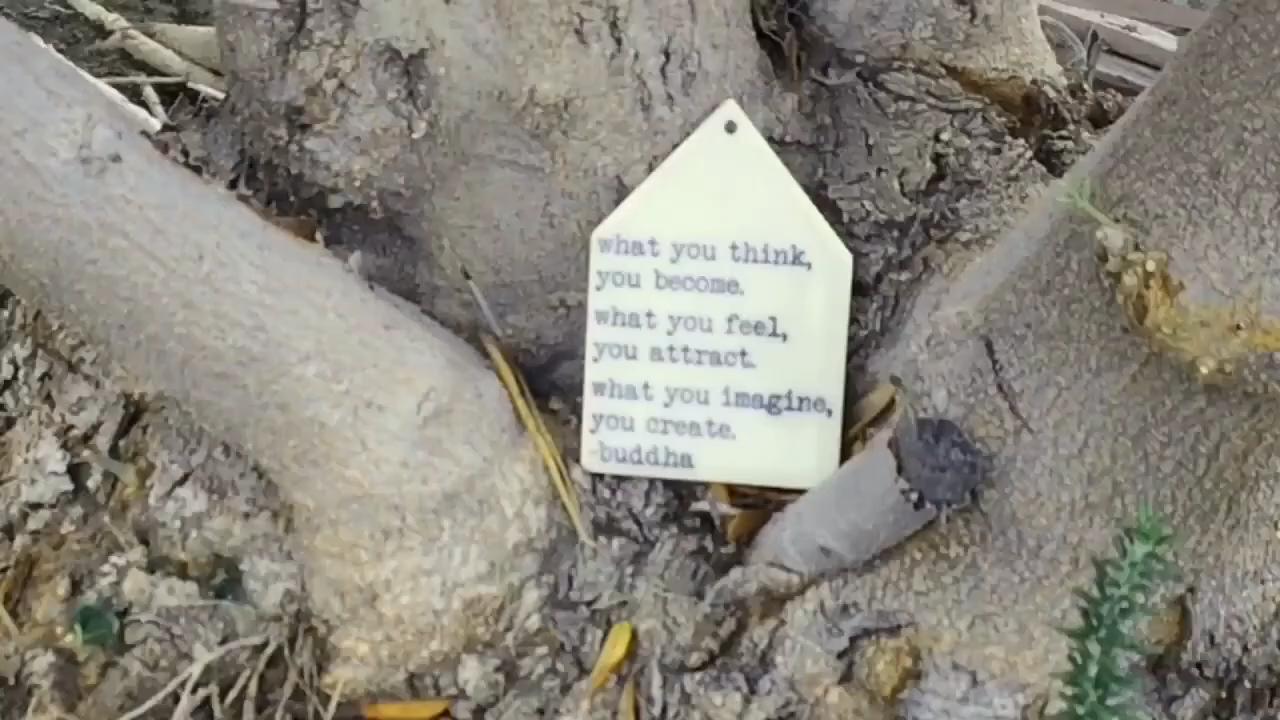 what you think,
you become.
what you feel,
you attract.
what you imagine,
you create.
-buddha